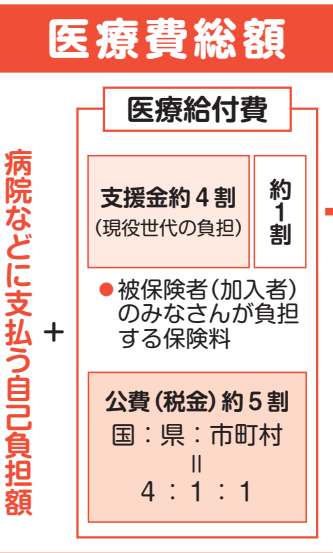 医療費総額
病院などに支払う自己負担額
+
医療給付費
支援金約4割
(現役世代の負担)
約1割
●被保険者(加入者)
のみなさんが負担
する保険料
公費(税金)約5割
国:県:市町村
=
4:1:1